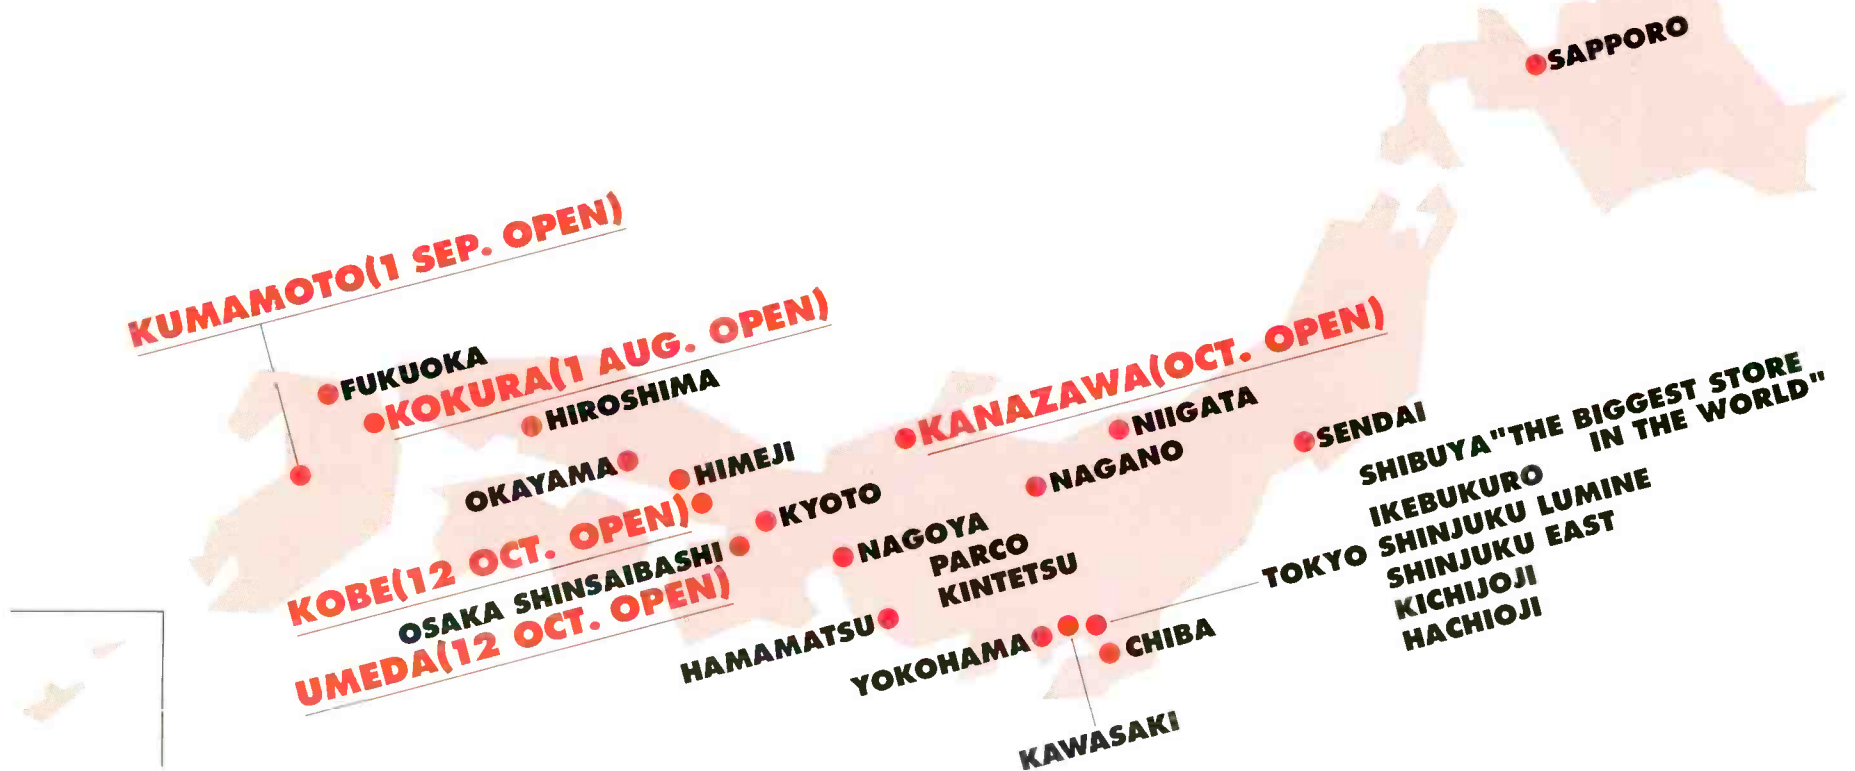 SAPPORO
KUMAMOTO(1 SEP. OPEN)
FUKUOKA
KOKURA(1 AUG. OPEN)
HIROSHIMA
OKAYAMA
HIMEJI
KOBE(12 OCT. OPEN)
KYOTO
OSAKA SHINSAIBASHI
UMEDA(12 OCT. OPEN)
KANAZAWA(OCT. OPEN)
NIIGATA
NAGANO
SENDAI
NAGOYA
PARCO
KINTETSU
HAMAMATSU
YOKOHAMA
CHIBA
KAWASAKI
TOKYO
SHIBUYA"THE BIGGEST STORE
IN THE WORLD"
IKEBUKURO
SHINJUKU LUMINE
SHINJUKU EAST
KICHIJOJI
HACHIOJI